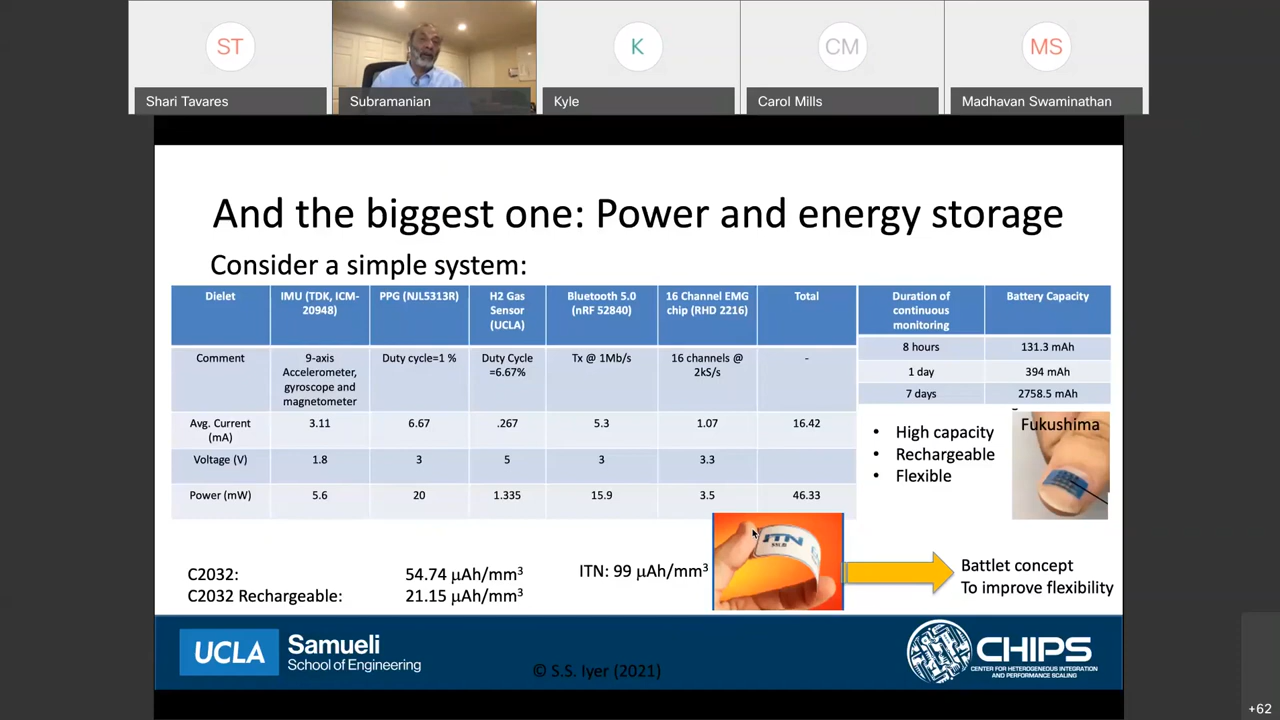 ST
K
CM
MS
Shari Tavares
Subramanian
Kyle
Carol Mills
Madhavan Swaminathan
And the biggest one: Power and energy storage
Consider a simple system:
Dielet
IMU (TDK, ICM-
20948)
PPG (NJL5313R)
H2 Gas
Sensor
(UCLA)
Bluetooth 5.0
(nRF 52840)
16 Channel EMG
chip (RHD 2216)
Total
Comment
9-axis
Accelerometer,
gyroscope and
magnetometer
Duty cycle=1 %
Duty Cycle
=6.67%
Tx @ 1Mb/s
16 channels @
2kS/s
-
Avg. Current
(mA)
3.11
6.67
.267
5.3
1.07
16.42
Voltage (V)
1.8
3
5
3
3.3
Power (mW)
5.6
20
1.335
15.9
3.5
46.33
Duration of
continuous
monitoring
Battery Capacity
8 hours
131.3 mAh
1 day
394 mAh
7 days
2758.5 mAh
• High capacity
• Rechargeable
• Flexible
Fukushima
C2032:
54.74 µAh/mm³
C2032 Rechargeable:
21.15 µAh/mm³
ITN: 99 µAh/mm³
ITN
Battlet concept
To improve flexibility
UCLA
Samueli
School of Engineering
© S.S. Iyer (2021)
CHIPS
CENTER FOR HETEROGENEOUS INTEGRATION
AND PERFORMANCE SCALING
+62